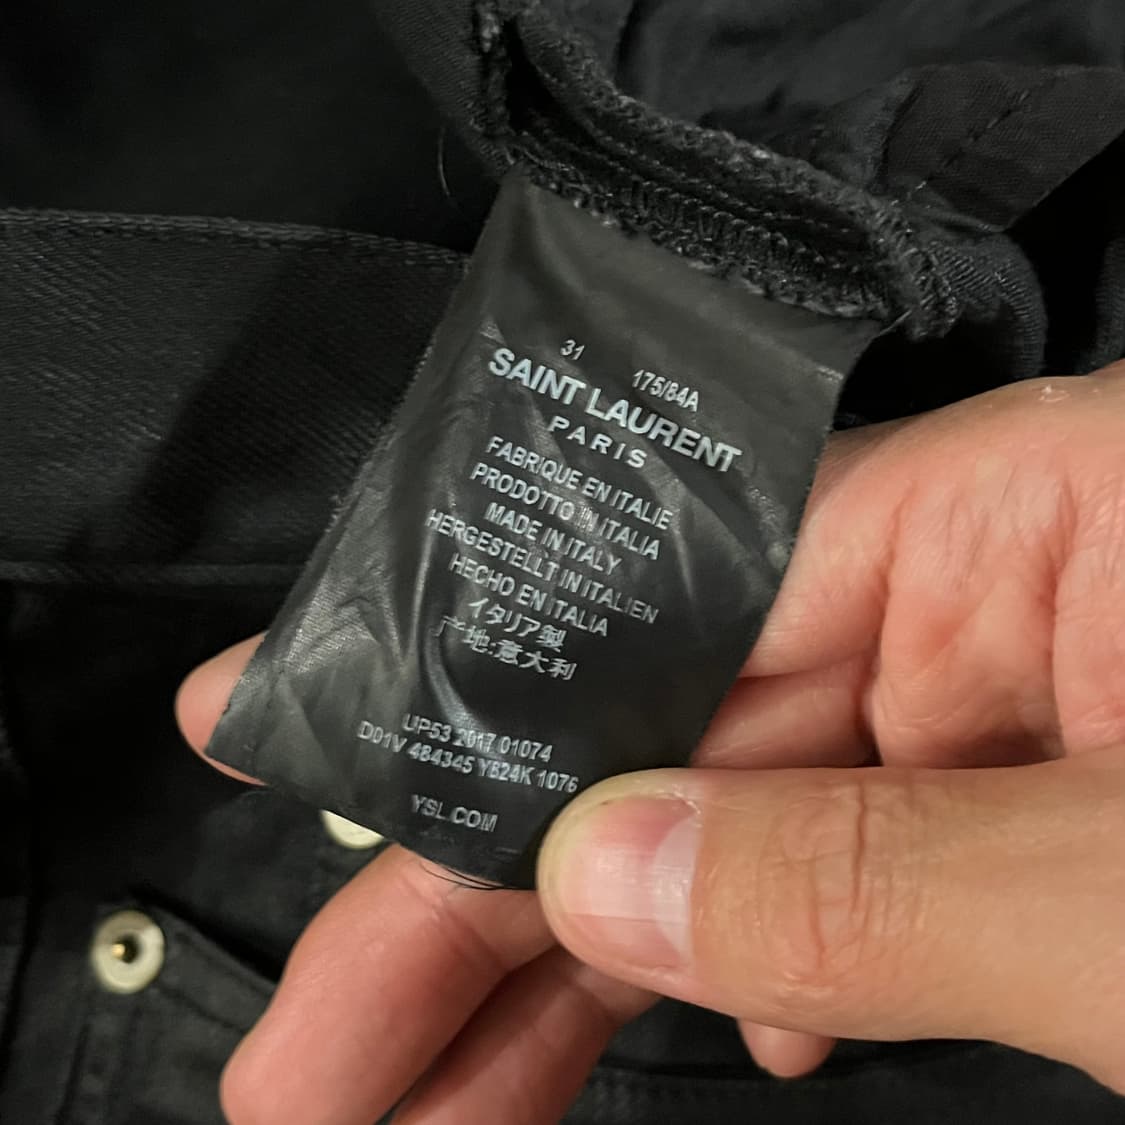 31 175/84A
SAINT LAURENT
PARIS
FABRIQUE EN ITALIE
PRODOTTO IN ITALIA
MADE IN ITALY
HERGESTELLT IN ITALIEN
HECHO EN ITALIA
イタリア製
产地:意大利
UP53 2017 01074
D01V 484345 YB24K 1076
YSL.COM